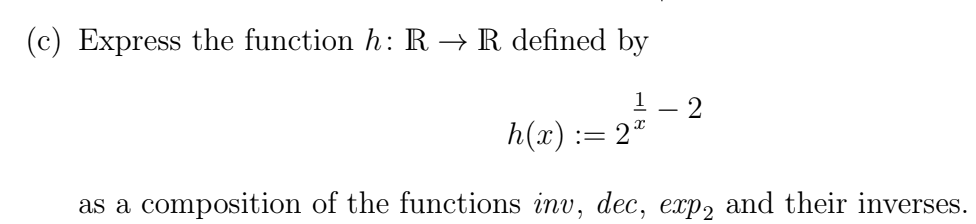 (c) Express the function h: ℝ → ℝ defined by
h(x) := 2^{\frac{1}{x} - 2}
as a composition of the functions inv, dec, exp₂ and their inverses.